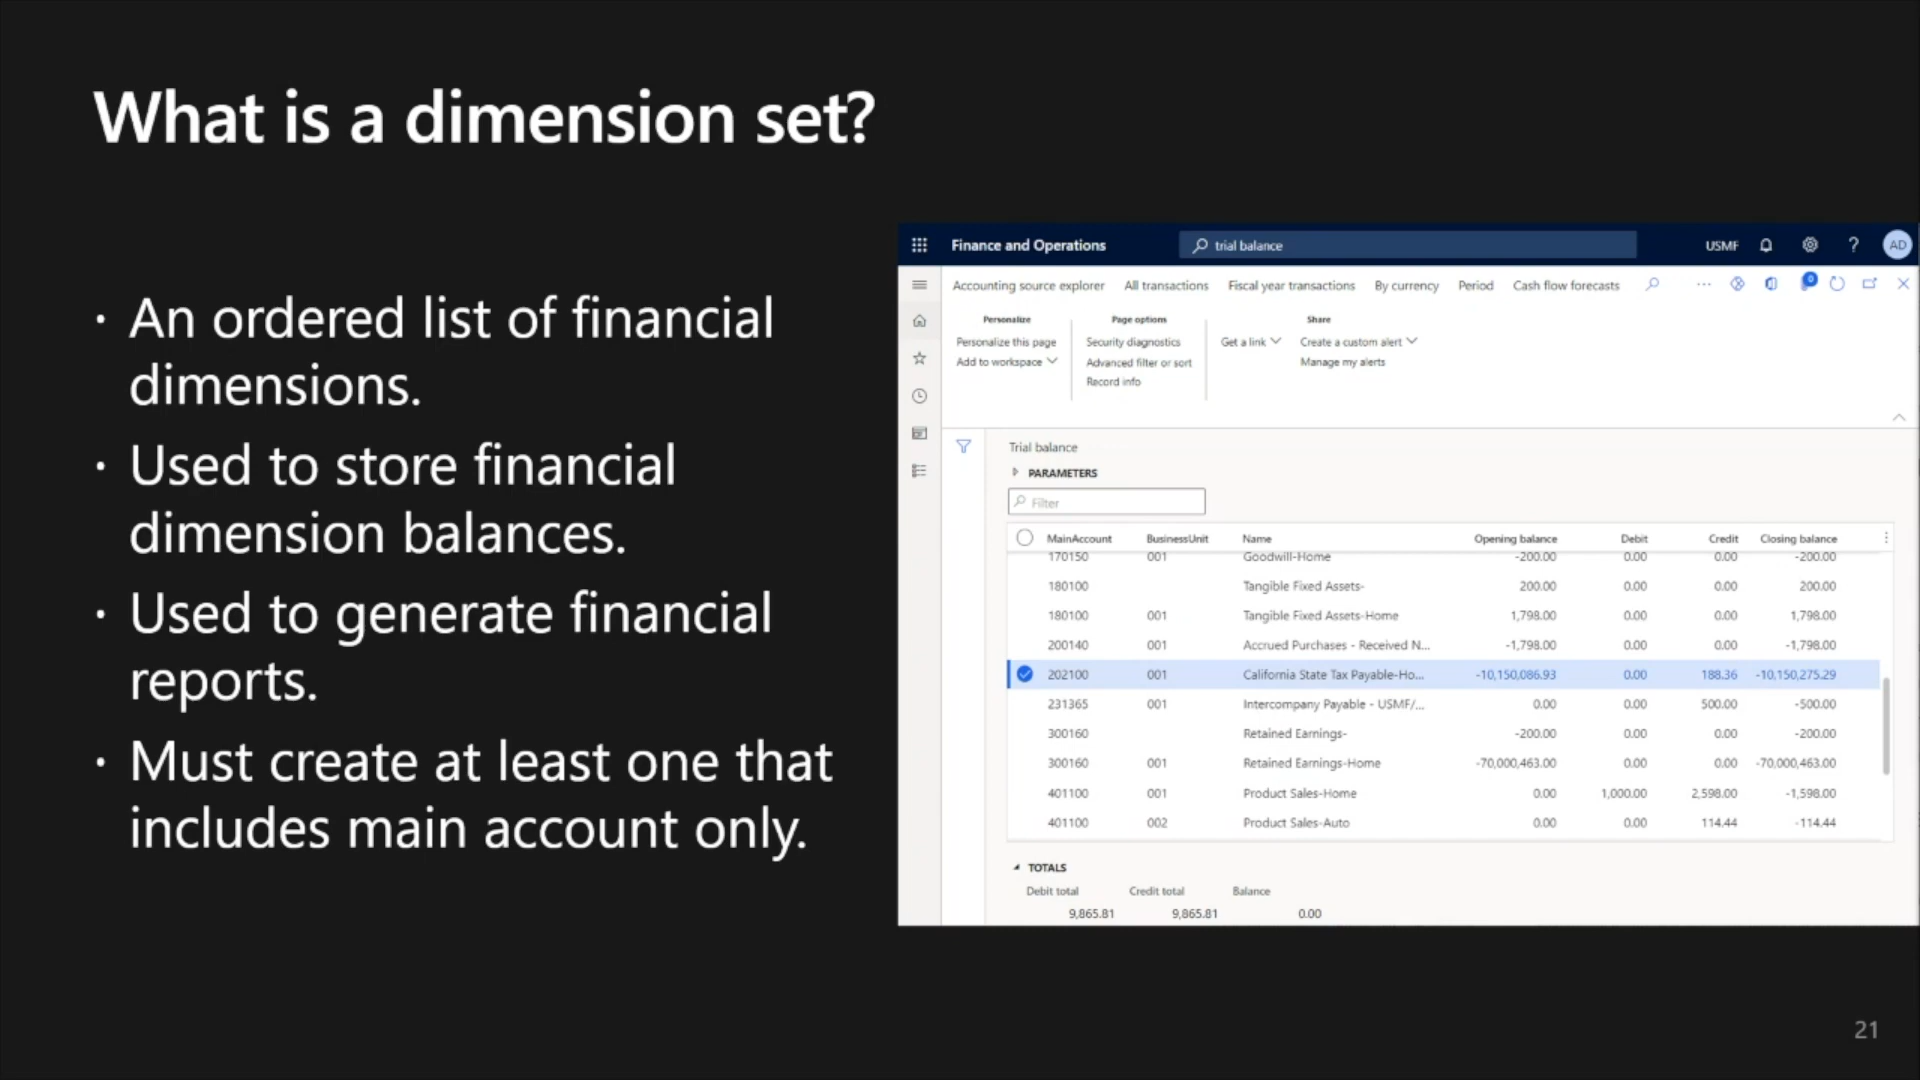 What is a dimension set?
· An ordered list of financial
dimensions.
· Used to store financial
dimension balances.
· Used to generate financial
reports.
· Must create at least one that
includes main account only.
Finance and Operations trial balance USMF ? AD
Accounting source explorer All transactions Fiscal year transactions By currency Period Cash flow forecasts ... 0
Personalize Page options Share
Personalize this page Security diagnostics Get a link Create a custom alert
Add to workspace Advanced filter or sort Manage my alerts
Record info
Trial balance
PARAMETERS
Filter
MainAccount BusinessUnit Name Opening balance Debit Credit Closing balance
170150 001 Goodwill-Home -200.00 0.00 0.00 -200.00
180100 Tangible Fixed Assets- 200.00 0.00 0.00 200.00
180100 001 Tangible Fixed Assets-Home 1,798.00 0.00 0.00 1,798.00
200140 001 Accrued Purchases - Received N... -1,798.00 0.00 0.00 -1,798.00
202100 001 California State Tax Payable-Ho... -10,150,086.93 0.00 188.36 -10,150,275.29
231365 001 Intercompany Payable - USMF/... 0.00 0.00 500.00 -500.00
300160 Retained Earnings- -200.00 0.00 0.00 -200.00
300160 001 Retained Earnings-Home -70,000,463.00 0.00 0.00 -70,000,463.00
401100 001 Product Sales-Home 0.00 1,000.00 2,598.00 -1,598.00
401100 002 Product Sales-Auto 0.00 0.00 114.44 -114.44
TOTALS
Debit total Credit total Balance
9,865.81 9,865.81 0.00
21